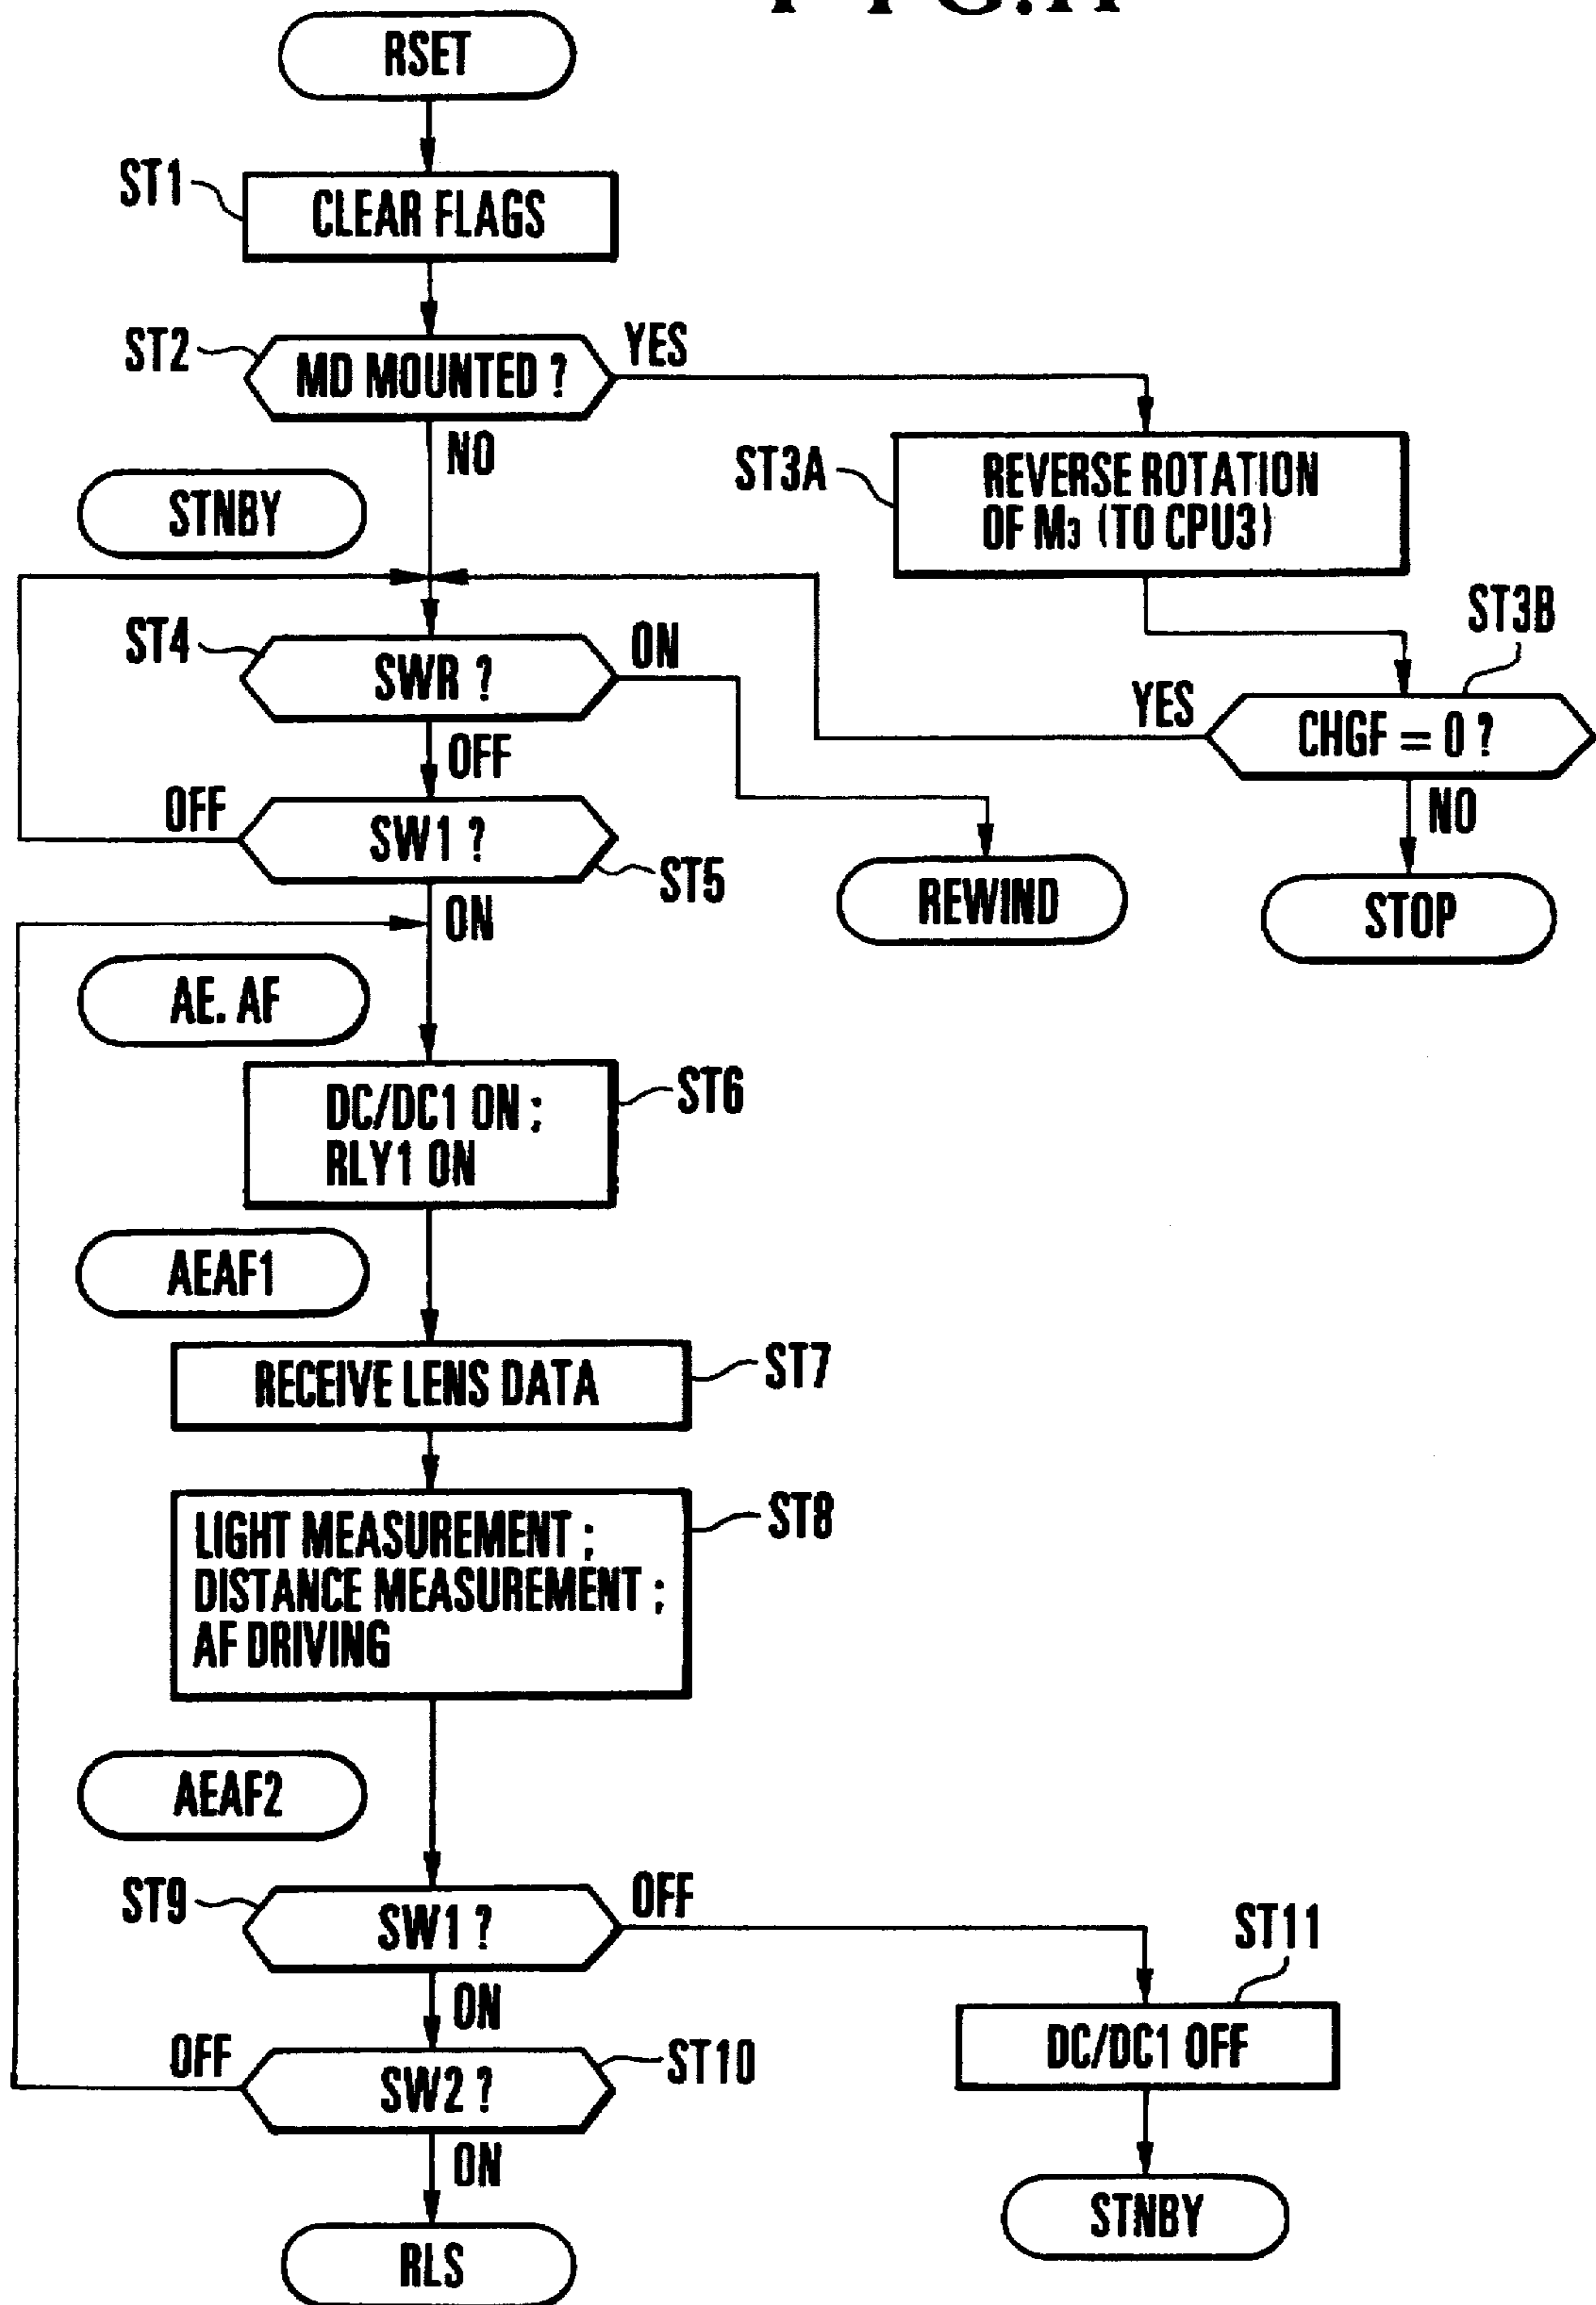 RSET
ST1
CLEAR FLAGS
ST2
MD MOUNTED ?
YES
NO
ST3A
REVERSE ROTATION
OF M3 (TO CPU3)
STNBY
ST3B
ST4
SWR ?
ON
YES
CHGF = 0 ?
OFF
NO
OFF
SW1 ?
ST5
REWIND
STOP
ON
AE. AF
DC/DC1 ON ;
RLY1 ON
ST6
AEAF1
RECEIVE LENS DATA
ST7
LIGHT MEASUREMENT ;
DISTANCE MEASUREMENT ;
AF DRIVING
ST8
AEAF2
ST9
SW1 ?
OFF
ST11
ON
DC/DC1 OFF
OFF
SW2 ?
ST10
ON
STNBY
RLS